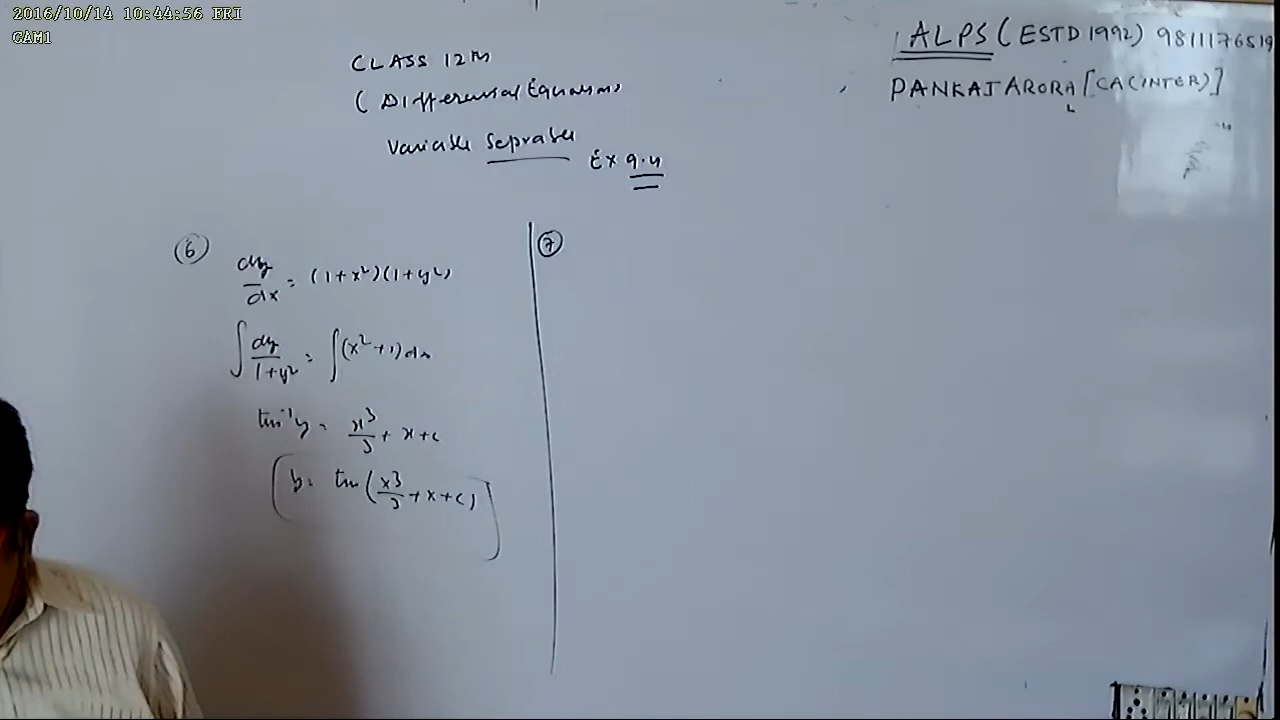 2016/10/14 10:44:56 FRI
CAM1
ALPS (ESTD 1992) 9811176519
PANKAJ ARORA [CA(INTER)]
CLASS 12th
( Differential Equations
Variable Seprable
Ex 9.4
(6)
dy/dx = (1+x²)(1+y²)
∫ dy/(1+y²) = ∫(x²+1)dx
tan⁻¹y = x³/3 + x + c
y = tan(x³/3 + x + c)
(7)